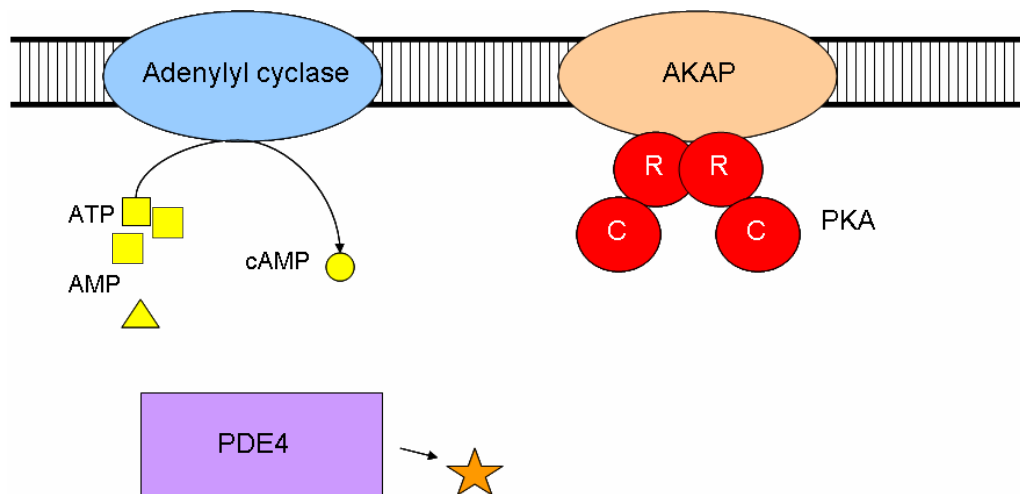 Adenylyl cyclase
AKAP
R R
ATP
C C
PKA
cAMP
AMP
PDE4